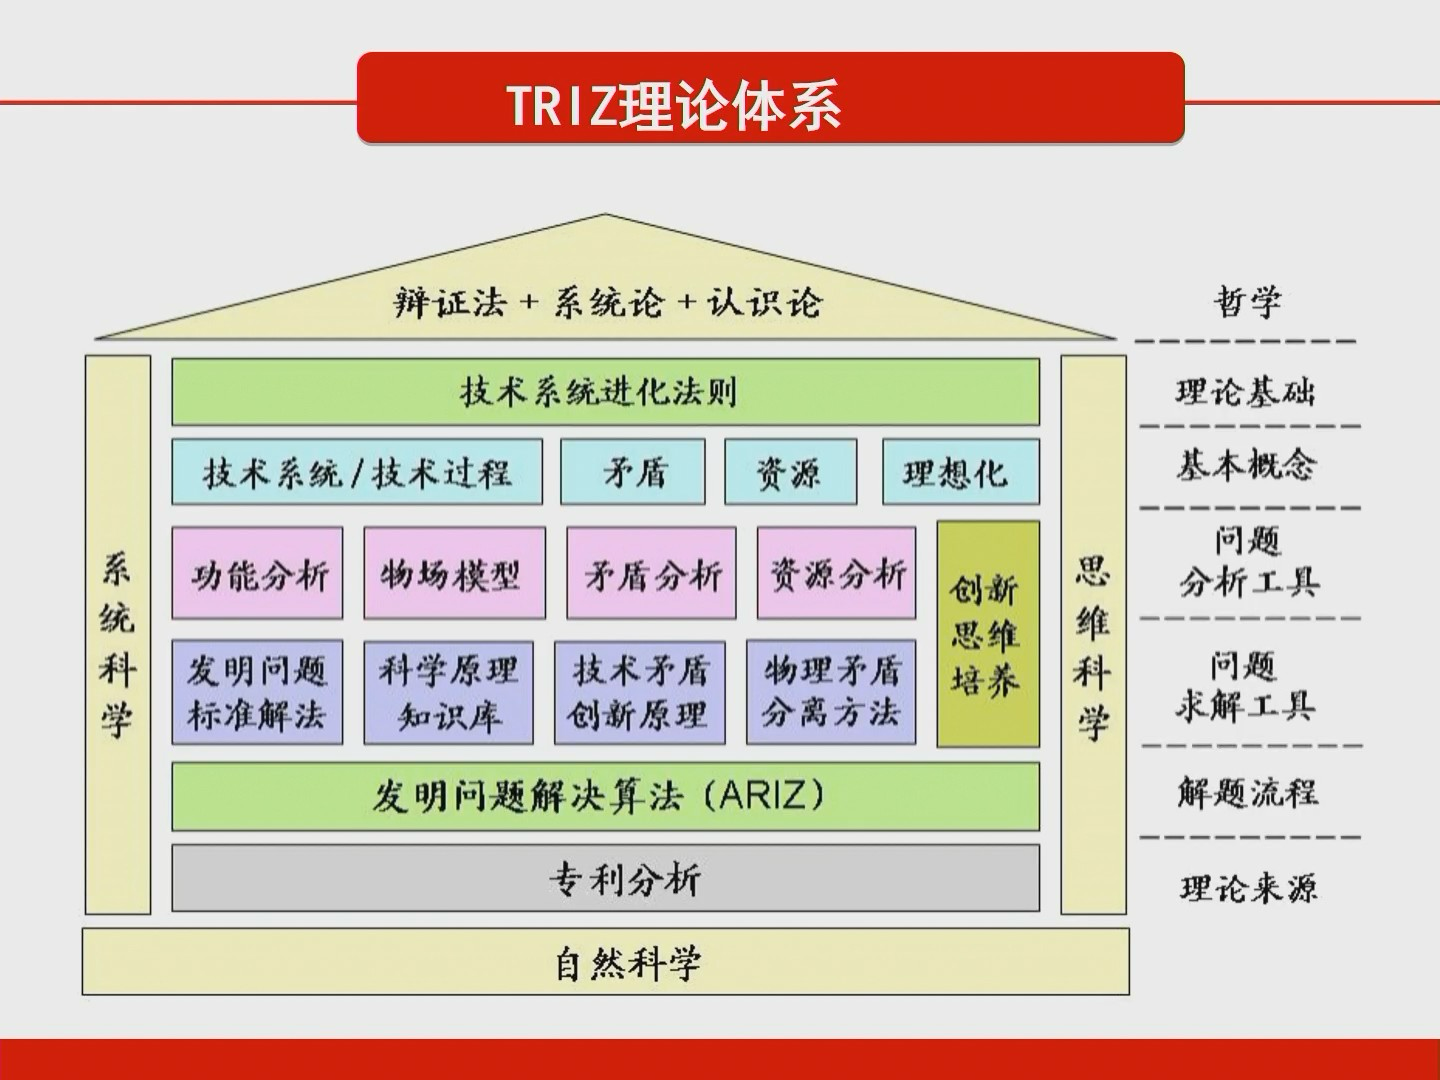 TRIZ理论体系
辩证法+系统论+认识论
哲学
技术系统进化法则
理论基础
技术系统/技术过程
矛盾
资源
理想化
基本概念
功能分析
物场模型
矛盾分析
资源分析
问题
分析工具
发明问题
标准解法
科学原理
知识库
技术矛盾
创新原理
物理矛盾
分离方法
创新
思维
培养
问题
求解工具
发明问题解决算法（ARIZ）
解题流程
专利分析
理论来源
系统科学
思维科学
自然科学